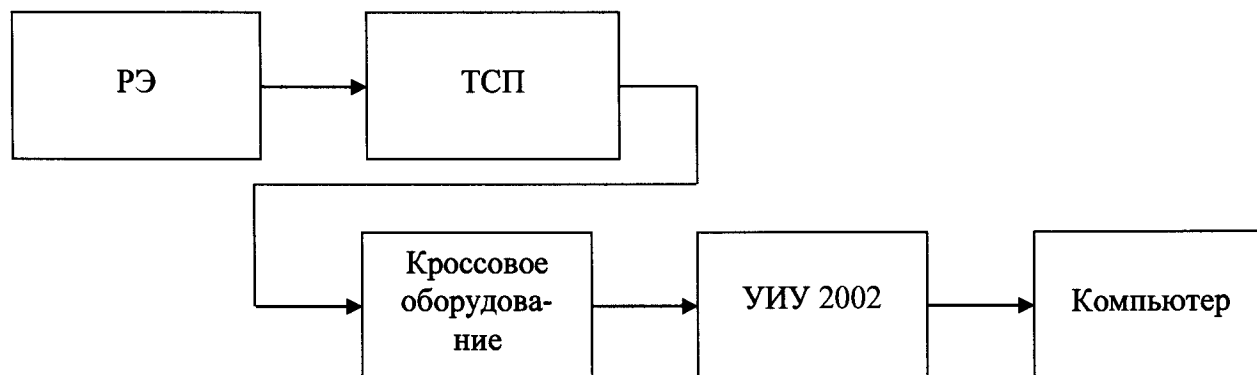 РЭ
ТСП
Кроссовое
оборудова-
ние
УИУ 2002
Компьютер